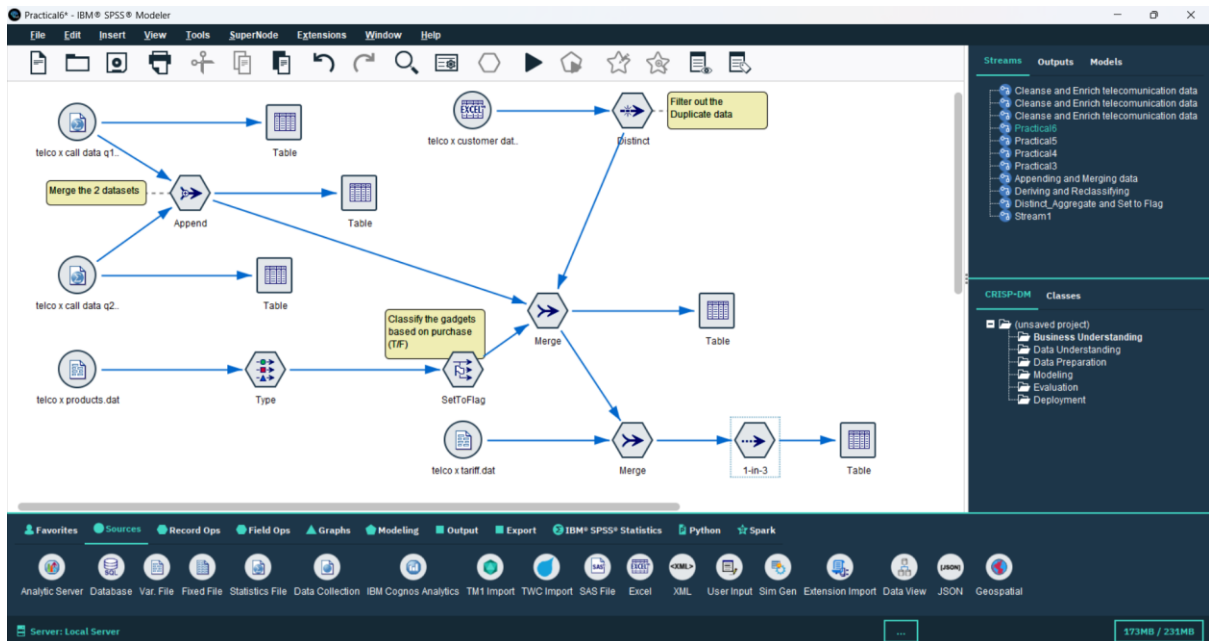 Practical6* - IBM® SPSS® Modeler
File Edit Insert View Tools SuperNode Extensions Window Help
telco x call data q1..
Table
Merge the 2 datasets
Append
Table
telco x call data q2..
Table
telco x products.dat
Type
Classify the gadgets
based on purchase
(T/F)
SetToFlag
EXCEL
telco x customer dat..
Distinct
Filter out the
Duplicate data
Merge
Table
telco x tariff.dat
Merge
1-in-3
Table
Streams Outputs Models
Cleanse and Enrich telecomunication data
Cleanse and Enrich telecomunication data
Cleanse and Enrich telecomunication data
Practical6
Practical5
Practical4
Practical3
Appending and Merging data
Deriving and Reclassifying
Distinct_Aggregate and Set to Flag
Stream1
CRISP-DM Classes
(unsaved project)
Business Understanding
Data Understanding
Data Preparation
Modeling
Evaluation
Deployment
Favorites Sources Record Ops Field Ops Graphs Modeling Output Export IBM® SPSS® Statistics Python Spark
SQL SAS EXCEL <XML> {JSON}
Analytic Server Database Var. File Fixed File Statistics File Data Collection IBM Cognos Analytics TM1 Import TWC Import SAS File Excel XML User Input Sim Gen Extension Import Data View JSON Geospatial
Server: Local Server ... 173MB / 231MB